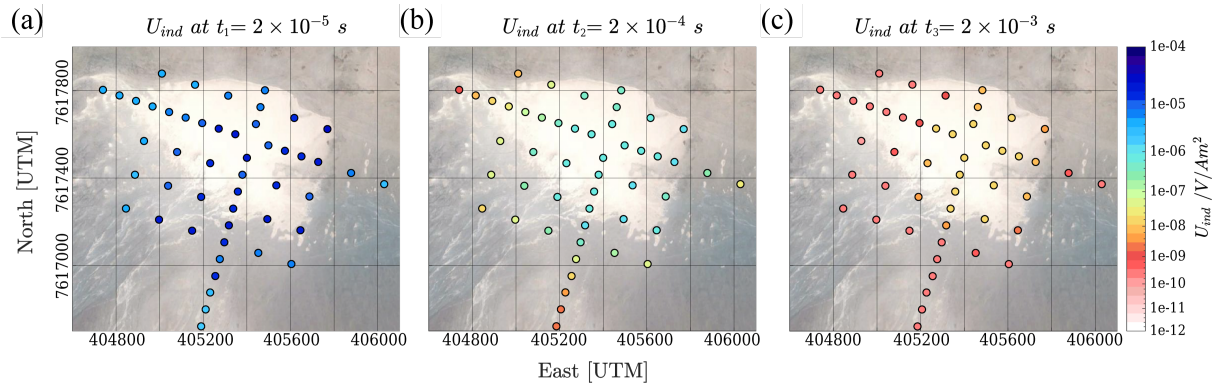 (a) U_ind at t₁= 2 × 10⁻⁵ s
(b) U_ind at t₂= 2 × 10⁻⁴ s
(c) U_ind at t₃= 2 × 10⁻³ s
North [UTM]
7617800
7617400
7617000
404800 405200 405600 406000
404800 405200 405600 406000
404800 405200 405600 406000
East [UTM]
1e-04
1e-05
1e-06
1e-07
1e-08
1e-09
1e-10
1e-11
1e-12
U_ind /V/Am²